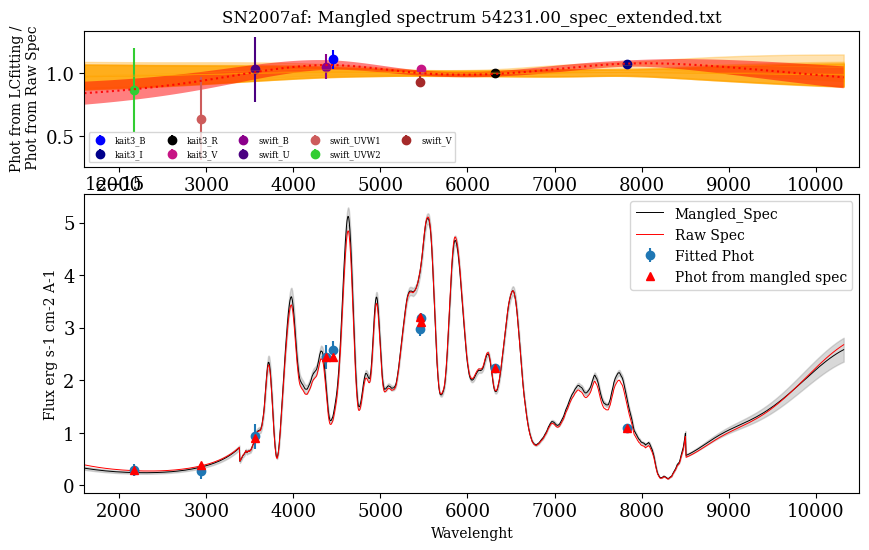 SN2007af: Mangled spectrum 54231.00_spec_extended.txt
Phot from LCfitting /
Phot from Raw Spec
1.0
0.5
kait3_B
kait3_R
swift_B
swift_UVW1
swift_V
kait3_I
kait3_V
swift_U
swift_UVW2
2000 3000 4000 5000 6000 7000 8000 9000 10000
1e−15
Flux erg s-1 cm-2 A-1
5
4
3
2
1
0
Mangled_Spec
Raw Spec
Fitted Phot
Phot from mangled spec
2000 3000 4000 5000 6000 7000 8000 9000 10000
Wavelenght